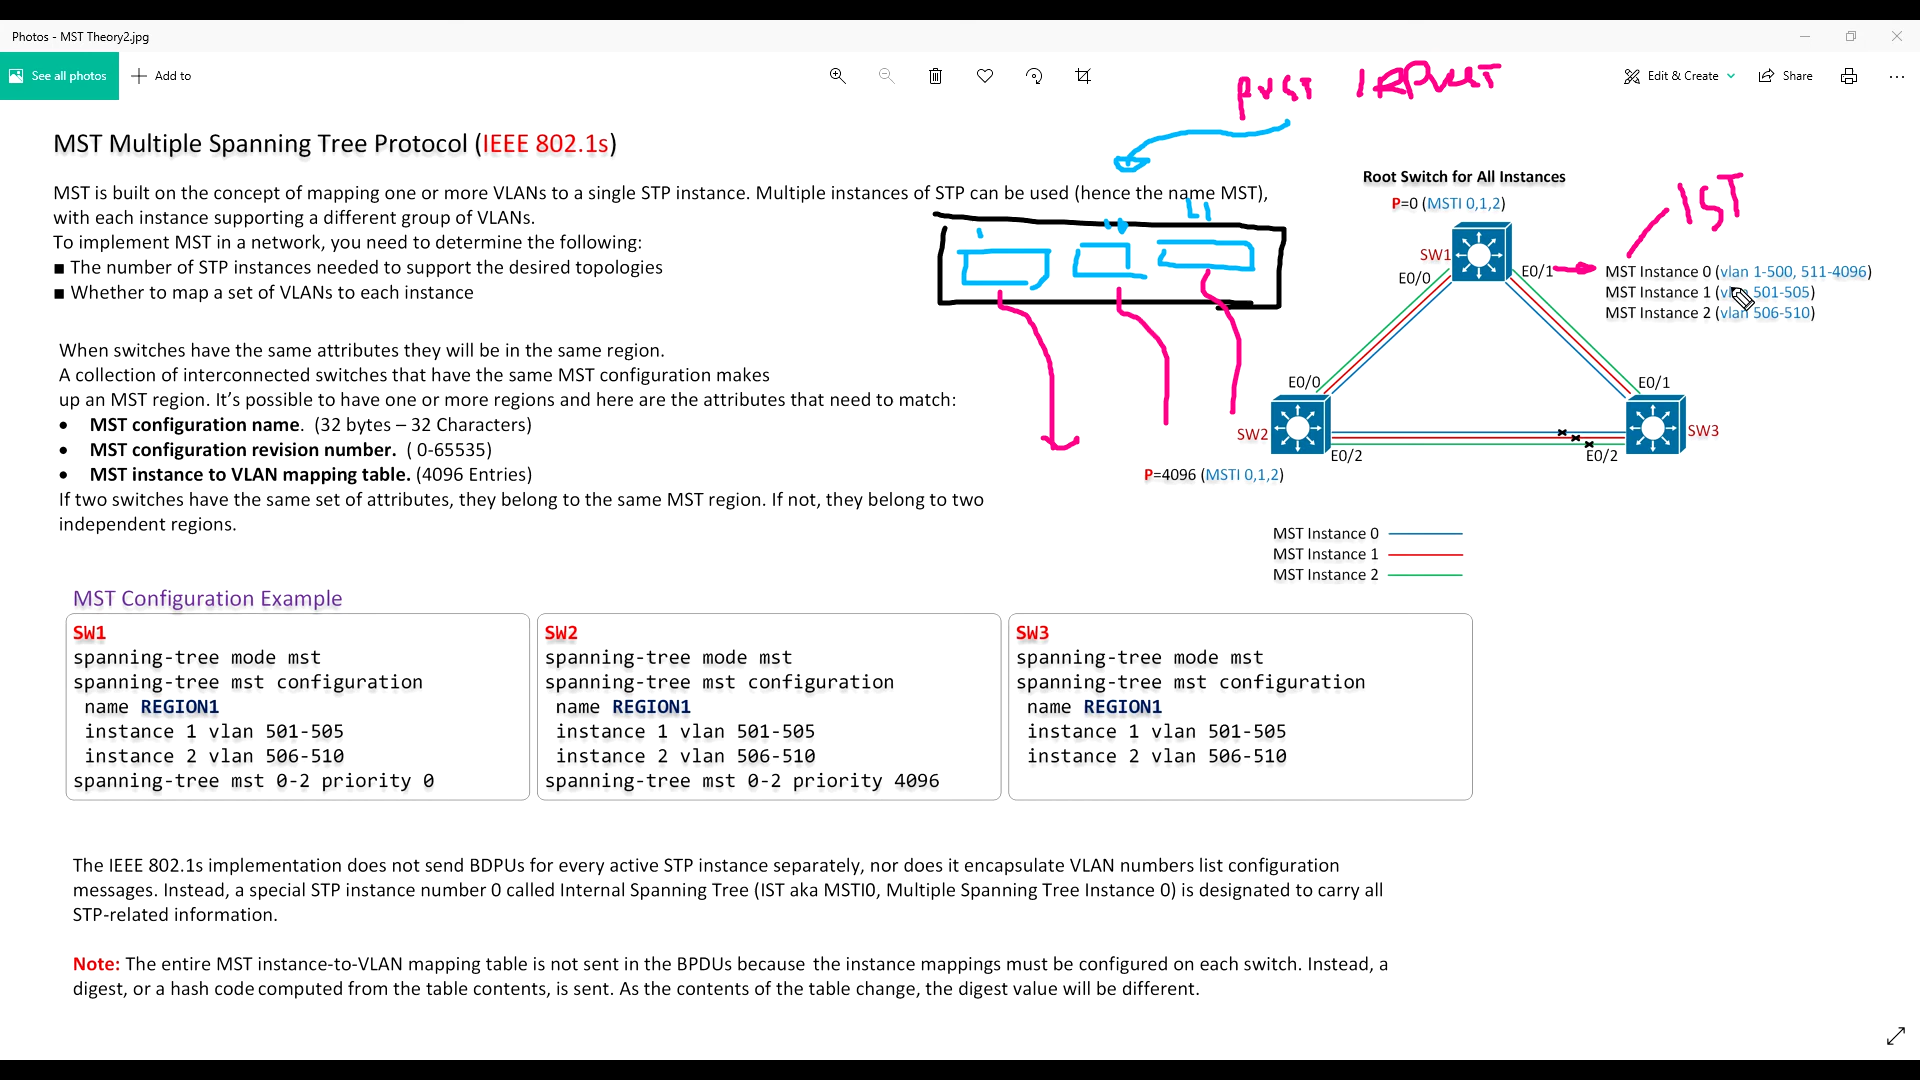 Photos - MST Theory2.jpg
See all photos
Add to
Edit & Create
Share
PVST
IST
MST Multiple Spanning Tree Protocol (IEEE 802.1s)
MST is built on the concept of mapping one or more VLANs to a single STP instance. Multiple instances of STP can be used (hence the name MST),
with each instance supporting a different group of VLANs.
To implement MST in a network, you need to determine the following:
■ The number of STP instances needed to support the desired topologies
■ Whether to map a set of VLANs to each instance
When switches have the same attributes they will be in the same region.
A collection of interconnected switches that have the same MST configuration makes
up an MST region. It’s possible to have one or more regions and here are the attributes that need to match:
• MST configuration name. (32 bytes – 32 Characters)
• MST configuration revision number. ( 0-65535)
• MST instance to VLAN mapping table. (4096 Entries)
If two switches have the same set of attributes, they belong to the same MST region. If not, they belong to two
independent regions.
Root Switch for All Instances
P=0 (MSTI 0,1,2)
SW1
E0/0
E0/1
MST Instance 0 (vlan 1-500, 511-4096)
MST Instance 1 (vlan 501-505)
MST Instance 2 (vlan 506-510)
E0/0
E0/1
SW2
SW3
E0/2
E0/2
P=4096 (MSTI 0,1,2)
MST Instance 0
MST Instance 1
MST Instance 2
MST Configuration Example
SW1
spanning-tree mode mst
spanning-tree mst configuration
name REGION1
instance 1 vlan 501-505
instance 2 vlan 506-510
spanning-tree mst 0-2 priority 0
SW2
spanning-tree mode mst
spanning-tree mst configuration
name REGION1
instance 1 vlan 501-505
instance 2 vlan 506-510
spanning-tree mst 0-2 priority 4096
SW3
spanning-tree mode mst
spanning-tree mst configuration
name REGION1
instance 1 vlan 501-505
instance 2 vlan 506-510
The IEEE 802.1s implementation does not send BDPUs for every active STP instance separately, nor does it encapsulate VLAN numbers list configuration
messages. Instead, a special STP instance number 0 called Internal Spanning Tree (IST aka MSTI0, Multiple Spanning Tree Instance 0) is designated to carry all
STP-related information.
Note: The entire MST instance-to-VLAN mapping table is not sent in the BPDUs because the instance mappings must be configured on each switch. Instead, a
digest, or a hash code computed from the table contents, is sent. As the contents of the table change, the digest value will be different.